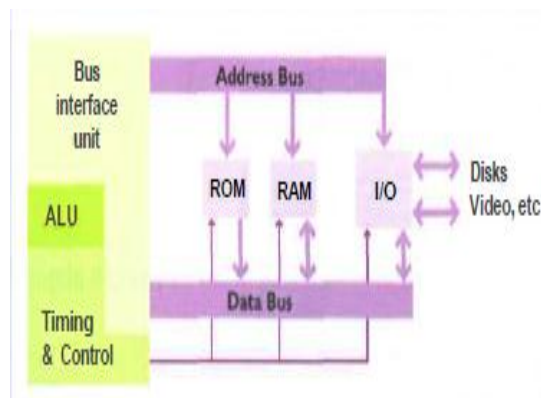 Bus
interface
unit
Address Bus
ROM
RAM
I/O
Disks
Video, etc
ALU
Data Bus
Timing
& Control